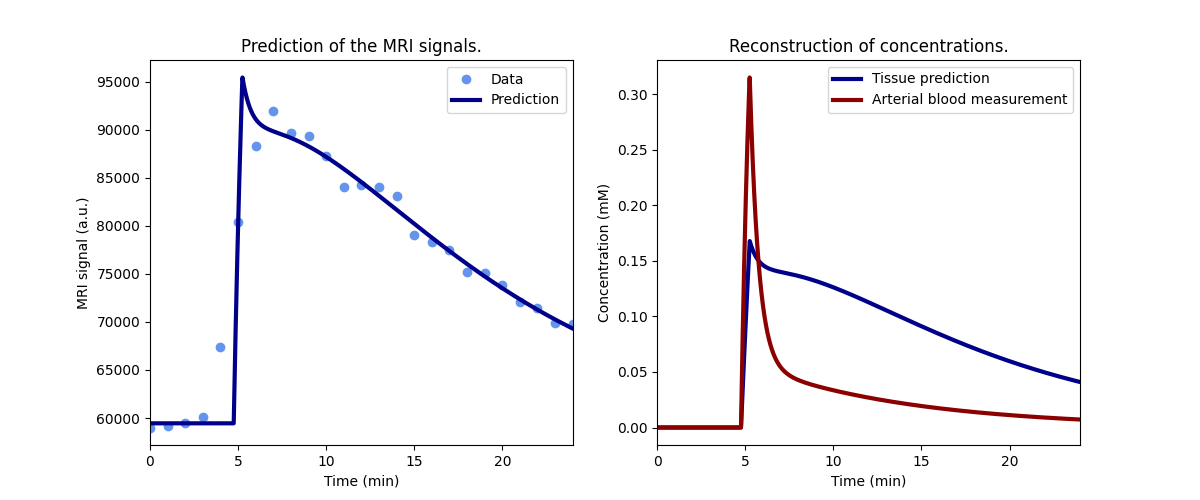 Prediction of the MRI signals.
MRI signal (a.u.)
95000
90000
85000
80000
75000
70000
65000
60000
Data
Prediction
0
5
10
15
20
Time (min)
Reconstruction of concentrations.
Concentration (mM)
0.30
0.25
0.20
0.15
0.10
0.05
0.00
Tissue prediction
Arterial blood measurement
0
5
10
15
20
Time (min)